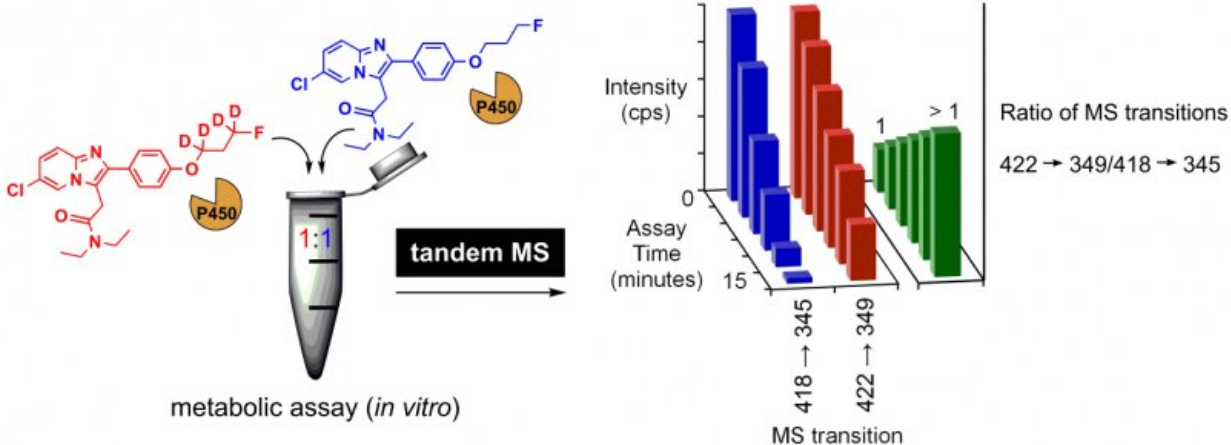 N
F
Cl
N
O
O
P450
N
D
D
D
D
F
N
O
Cl
N
O
P450
N
1:1
metabolic assay (in vitro)
tandem MS
Intensity
(cps)
0
Assay
Time
(minutes)
15
1
> 1
418 → 345
422 → 349
MS transition
Ratio of MS transitions
422 → 349/418 → 345